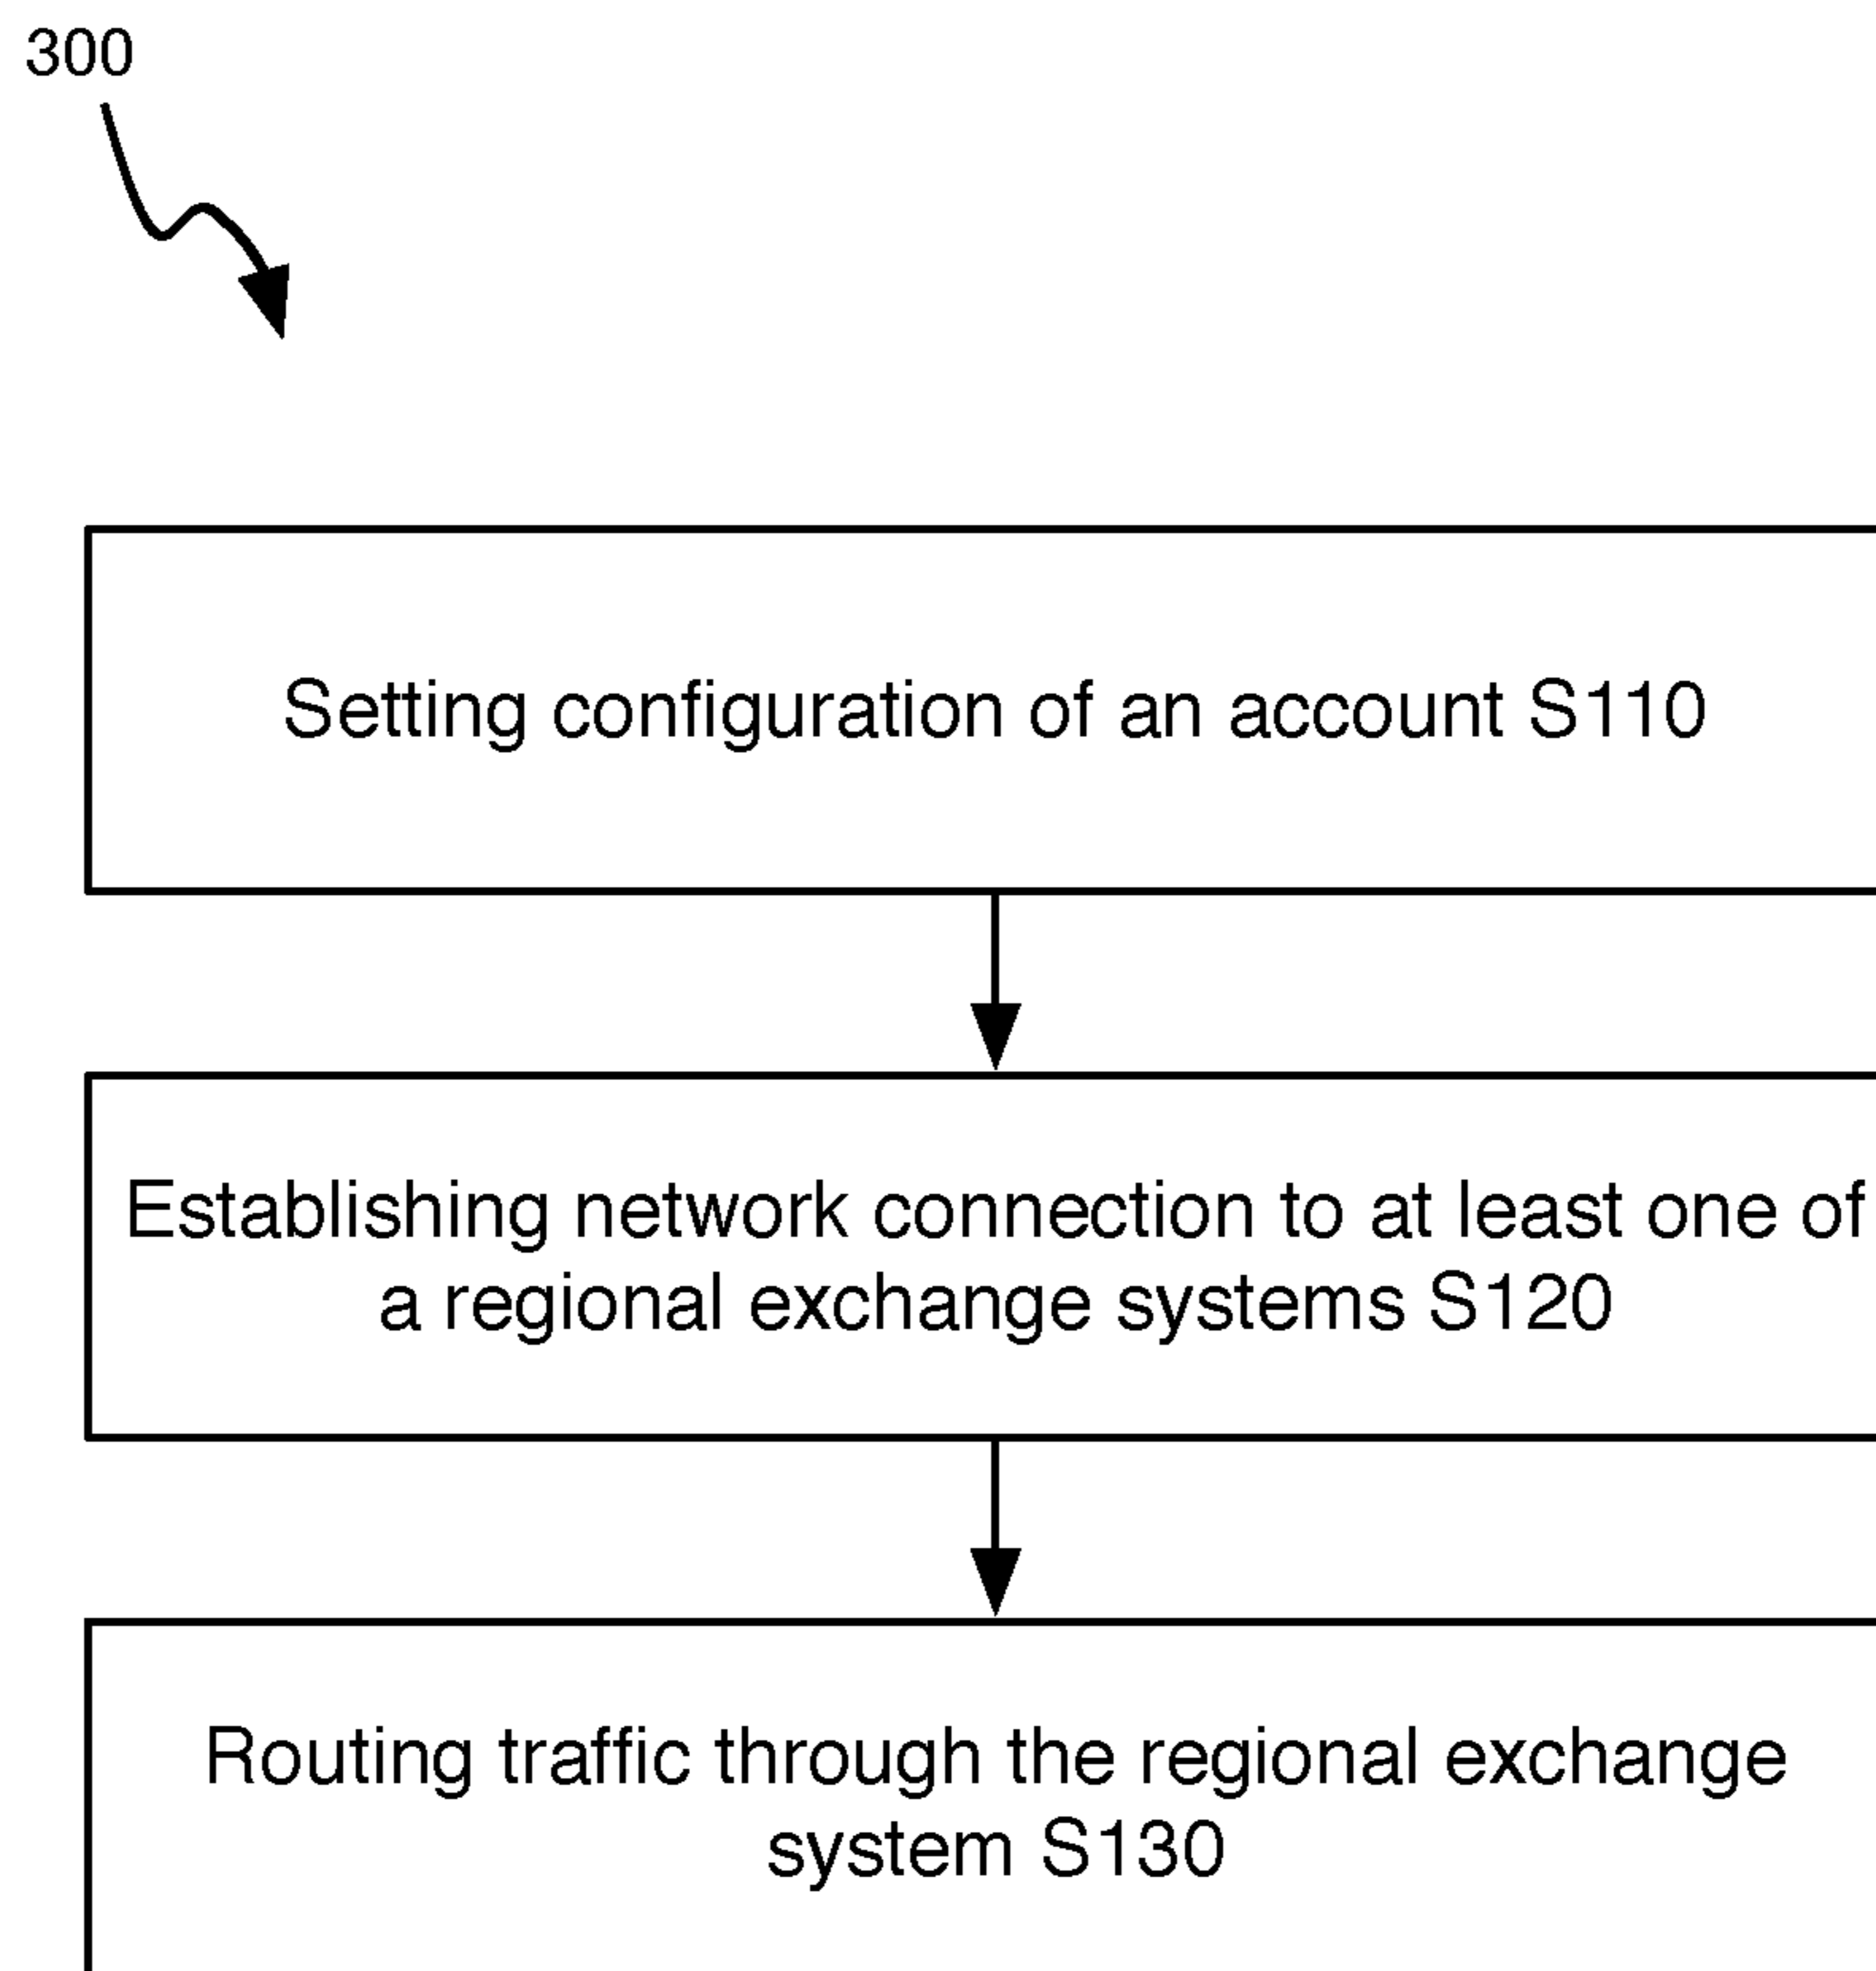 300
Setting configuration of an account S110
Establishing network connection to at least one of
a regional exchange systems S120
Routing traffic through the regional exchange
system S130